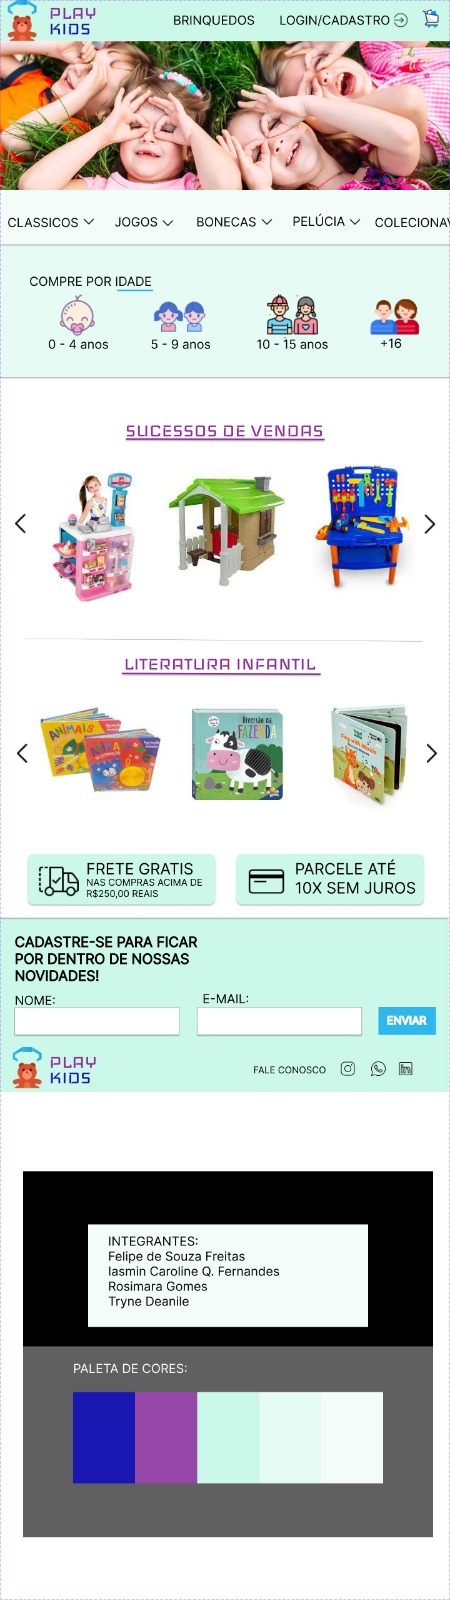 PLAY
KIDS
BRINQUEDOS
LOGIN/CADASTRO
CLASSICOS
JOGOS
BONECAS
PELÚCIA
COLECIONAV
COMPRE POR IDADE
0 - 4 anos
5 - 9 anos
10 - 15 anos
+16
SUCESSOS DE VENDAS
LITERATURA INFANTIL
ANIMAIS
ANIMAIS
Diversão na
FAZENDA
FRETE GRATIS
NAS COMPRAS ACIMA DE
R$250,00 REAIS
PARCELE ATÉ
10X SEM JUROS
CADASTRE-SE PARA FICAR
POR DENTRO DE NOSSAS
NOVIDADES!
NOME:
E-MAIL:
ENVIAR
PLAY
KIDS
FALE CONOSCO
INTEGRANTES:
Felipe de Souza Freitas
Iasmin Caroline Q. Fernandes
Rosimara Gomes
Tryne Deanile
PALETA DE CORES: